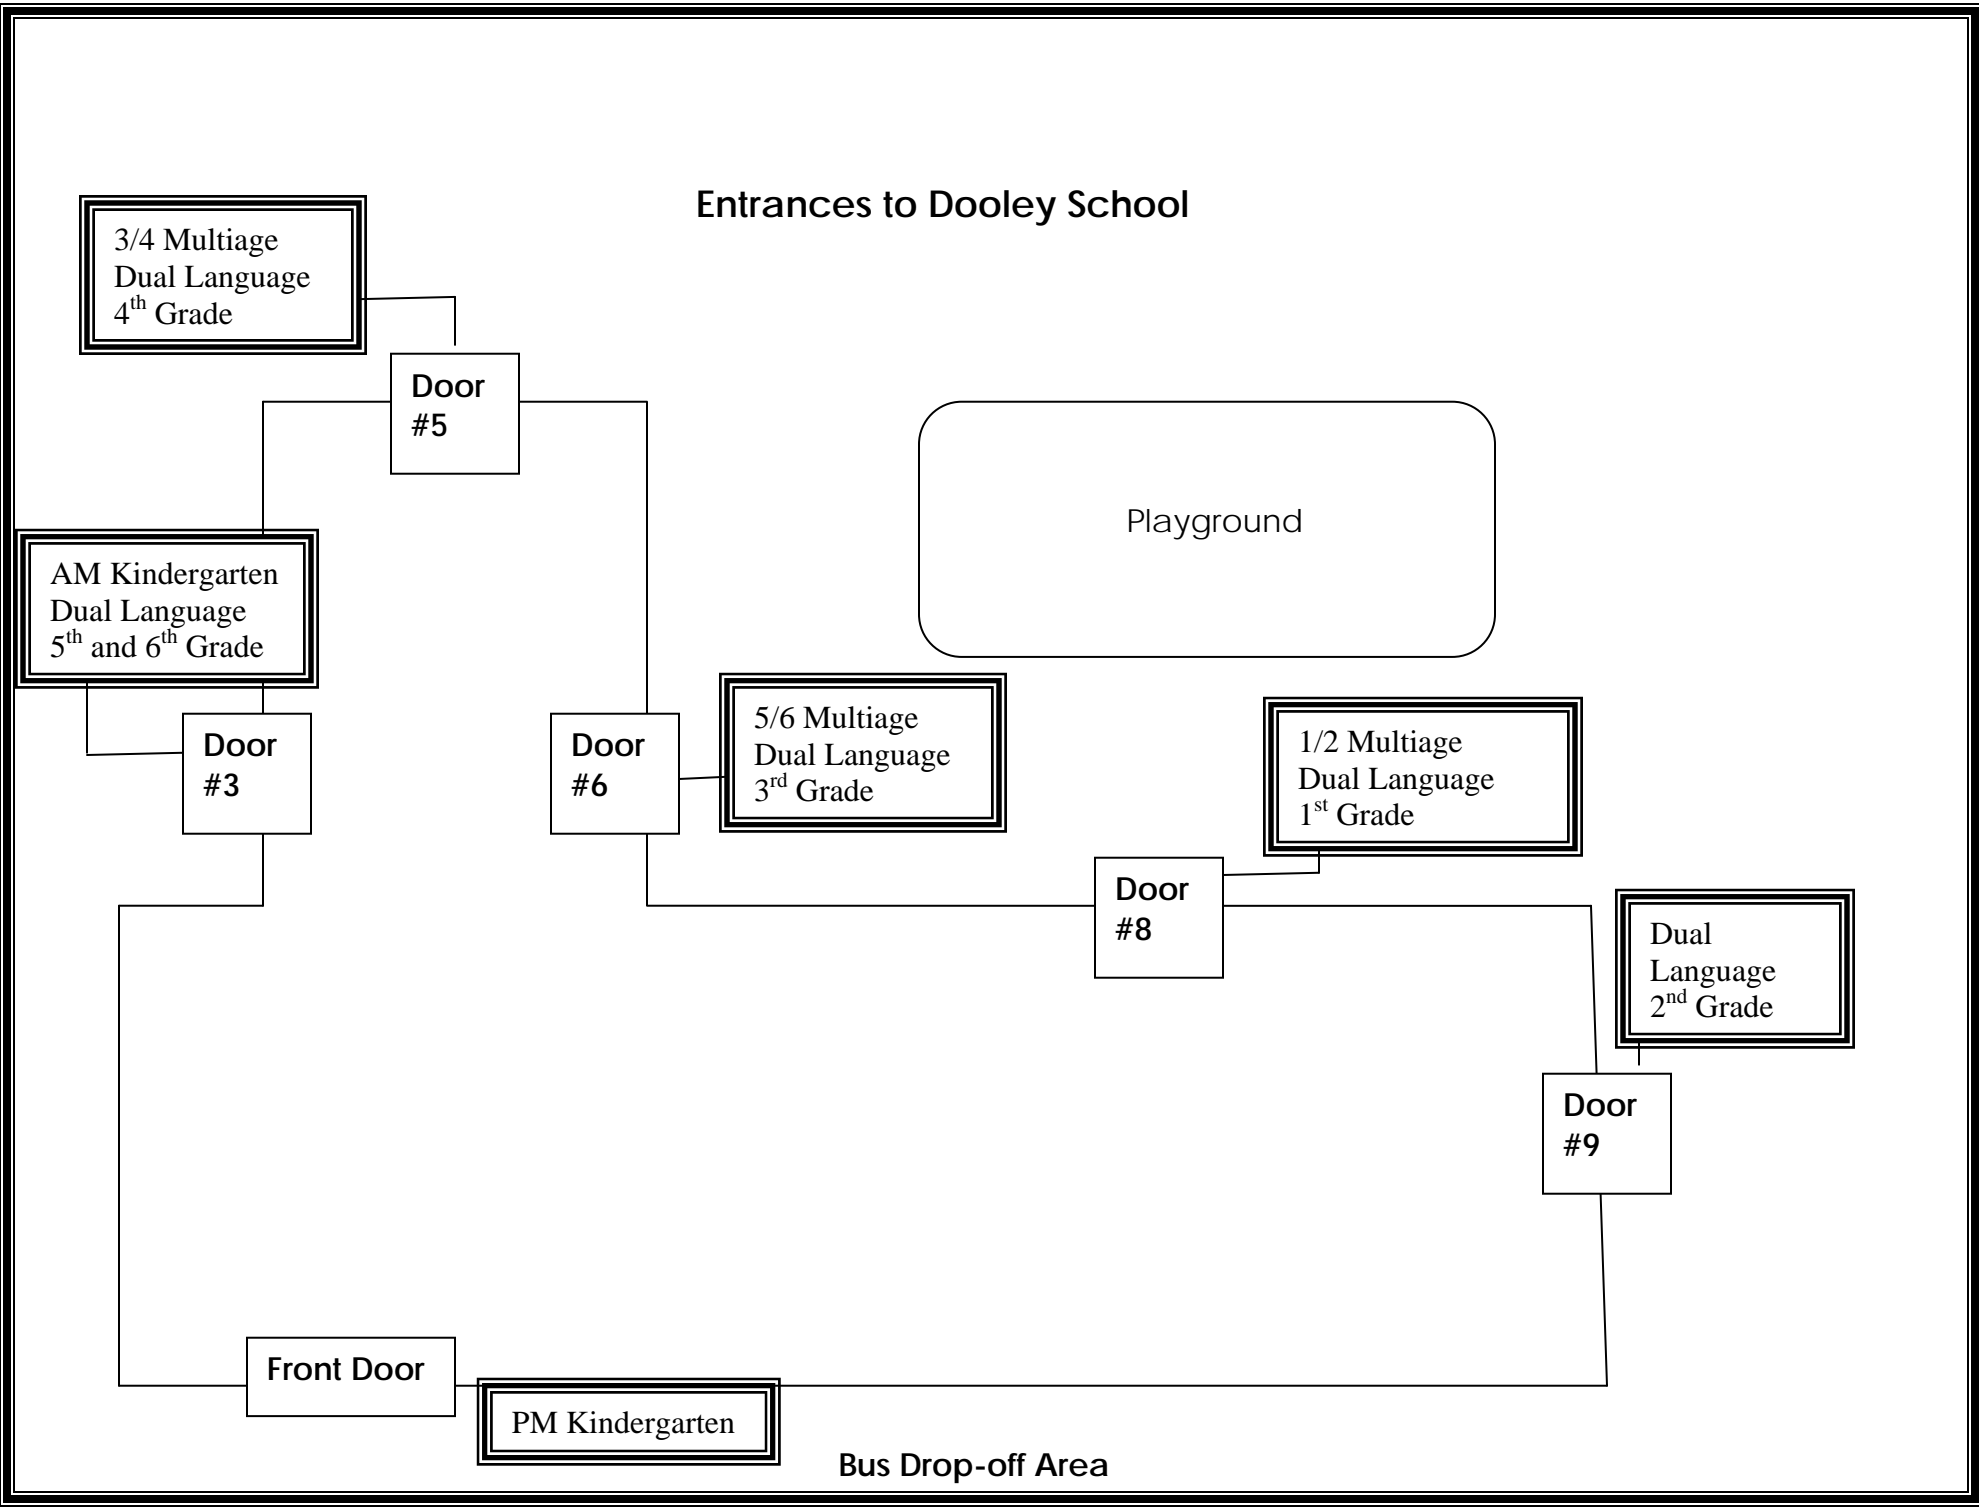 Entrances to Dooley School
3/4 Multiage
Dual Language
4th Grade
Door
#5
Playground
AM Kindergarten
Dual Language
5th and 6th Grade
Door
#3
Door
#6
5/6 Multiage
Dual Language
3rd Grade
1/2 Multiage
Dual Language
1st Grade
Door
#8
Dual
Language
2nd Grade
Door
#9
Front Door
PM Kindergarten
Bus Drop-off Area